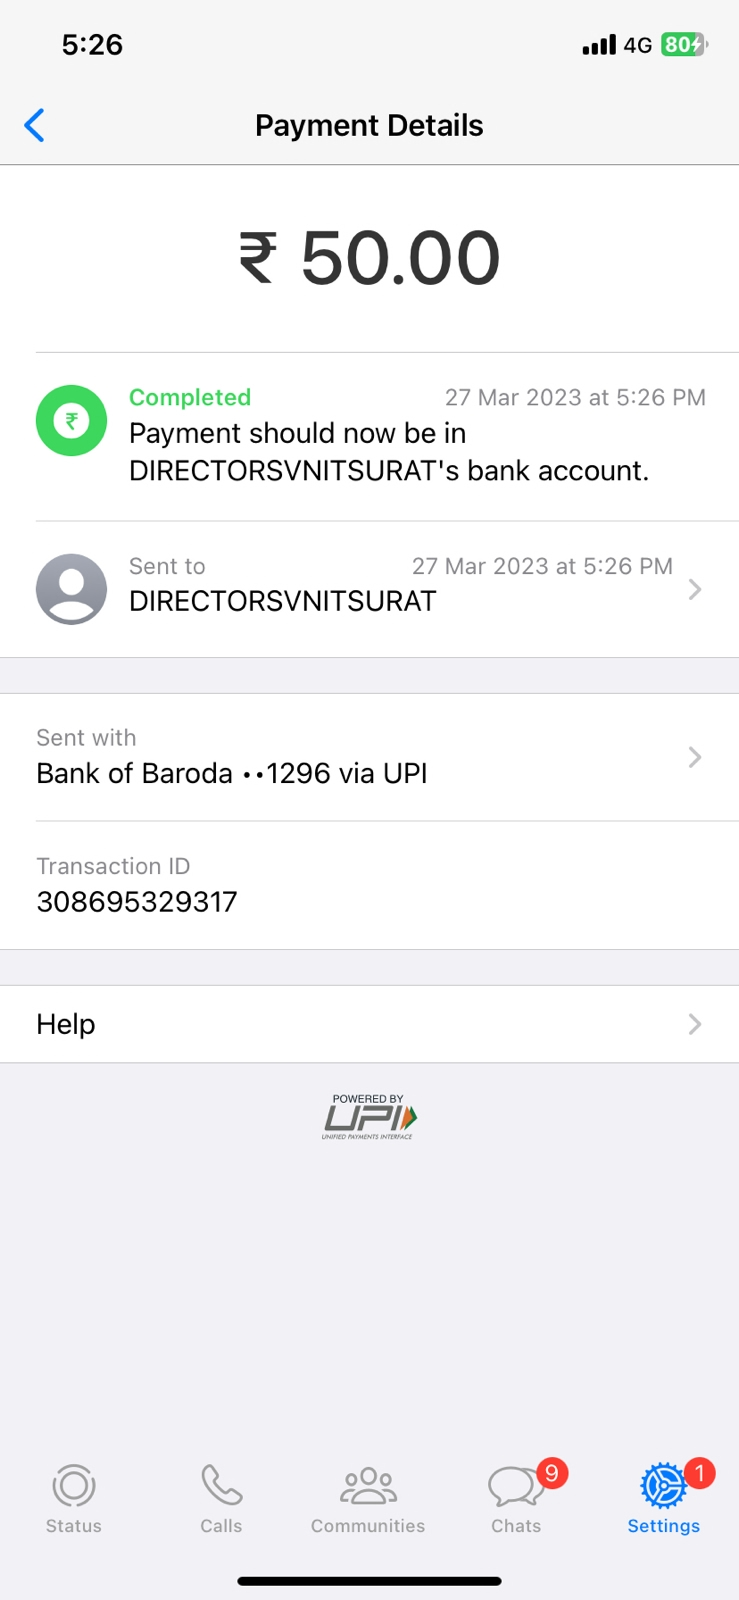 5:26
4G
80
Payment Details
₹ 50.00
Completed
27 Mar 2023 at 5:26 PM
Payment should now be in
DIRECTORSVNITSURAT's bank account.
Sent to
27 Mar 2023 at 5:26 PM
DIRECTORSVNITSURAT
Sent with
Bank of Baroda ••1296 via UPI
Transaction ID
308695329317
Help
POWERED BY
UPI
UNIFIED PAYMENTS INTERFACE
9
1
Status
Calls
Communities
Chats
Settings